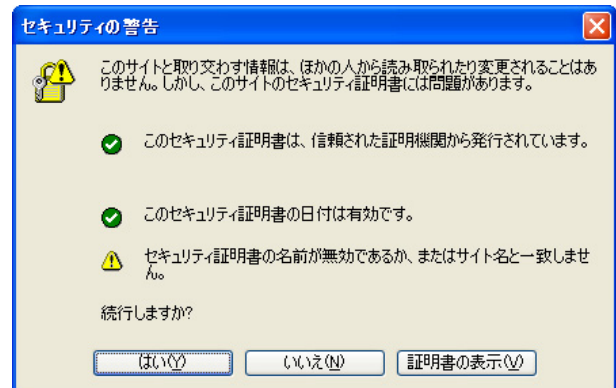 セキュリティの警告
このサイトと取り交わす情報は、ほかの人から読み取られたり変更されることはあ
りません。しかし、このサイトのセキュリティ証明書には問題があります。
このセキュリティ証明書は、信頼された証明機関から発行されています。
このセキュリティ証明書の日付は有効です。
セキュリティ証明書の名前が無効であるか、またはサイト名と一致しませ
ん。
続行しますか?
はい(Y) いいえ(N) 証明書の表示(V)